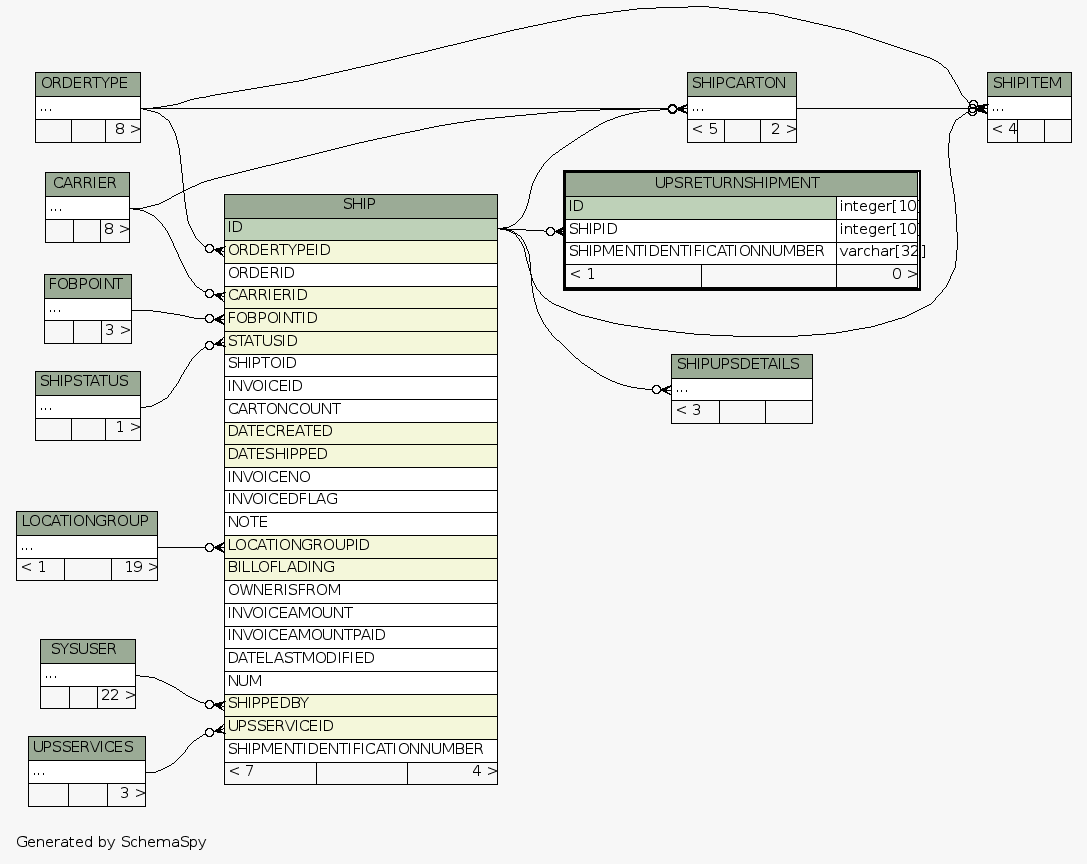 ORDERTYPE
...
8 >
CARRIER
...
8 >
FOBPOINT
...
3 >
SHIPSTATUS
...
1 >
LOCATIONGROUP
...
< 1 19 >
SYSUSER
...
22 >
UPSSERVICES
...
3 >
SHIP
ID
ORDERTYPEID
ORDERID
CARRIERID
FOBPOINTID
STATUSID
SHIPTOID
INVOICEID
CARTONCOUNT
DATECREATED
DATESHIPPED
INVOICENO
INVOICEDFLAG
NOTE
LOCATIONGROUPID
BILLOFLADING
OWNERISFROM
INVOICEAMOUNT
INVOICEAMOUNTPAID
DATELASTMODIFIED
NUM
SHIPPEDBY
UPSSERVICEID
SHIPMENTIDENTIFICATIONNUMBER
< 7 4 >
SHIPCARTON
...
< 5 2 >
UPSRETURNSHIPMENT
ID integer[10]
SHIPID integer[10]
SHIPMENTIDENTIFICATIONNUMBER varchar[32]
< 1 0 >
SHIPUPSDETAILS
...
< 3
SHIPITEM
...
< 4
Generated by SchemaSpy